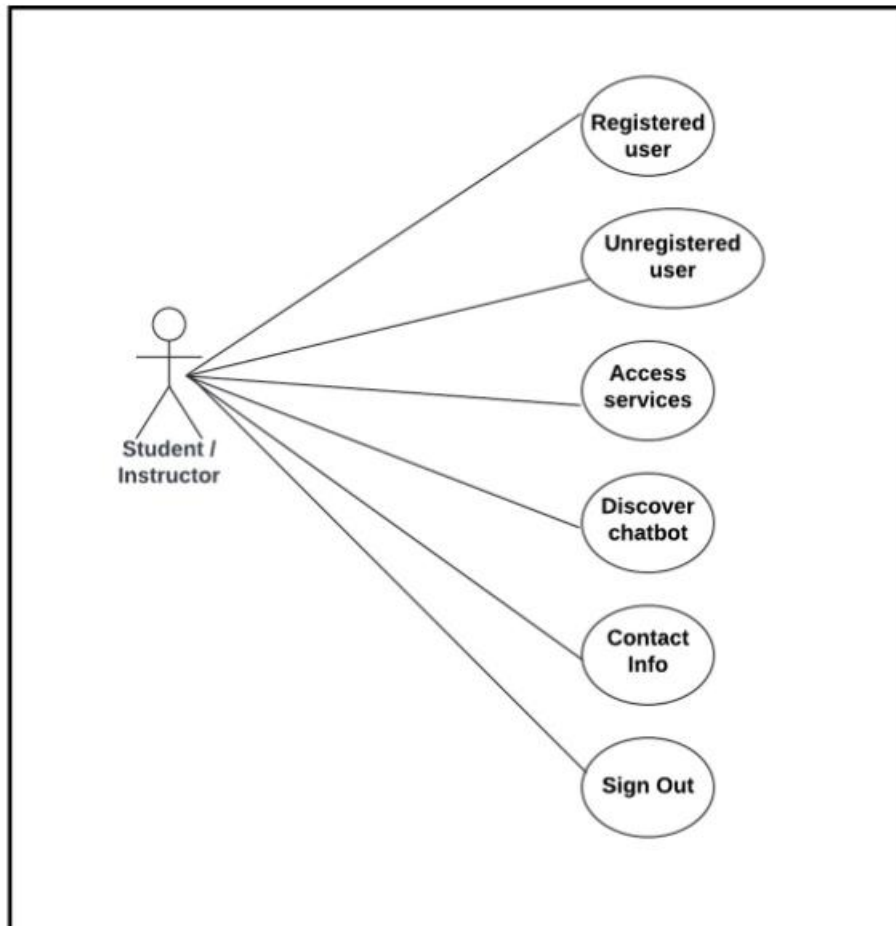 Registered
user
Unregistered
user
Access
services
Student /
Instructor
Discover
chatbot
Contact
Info
Sign Out